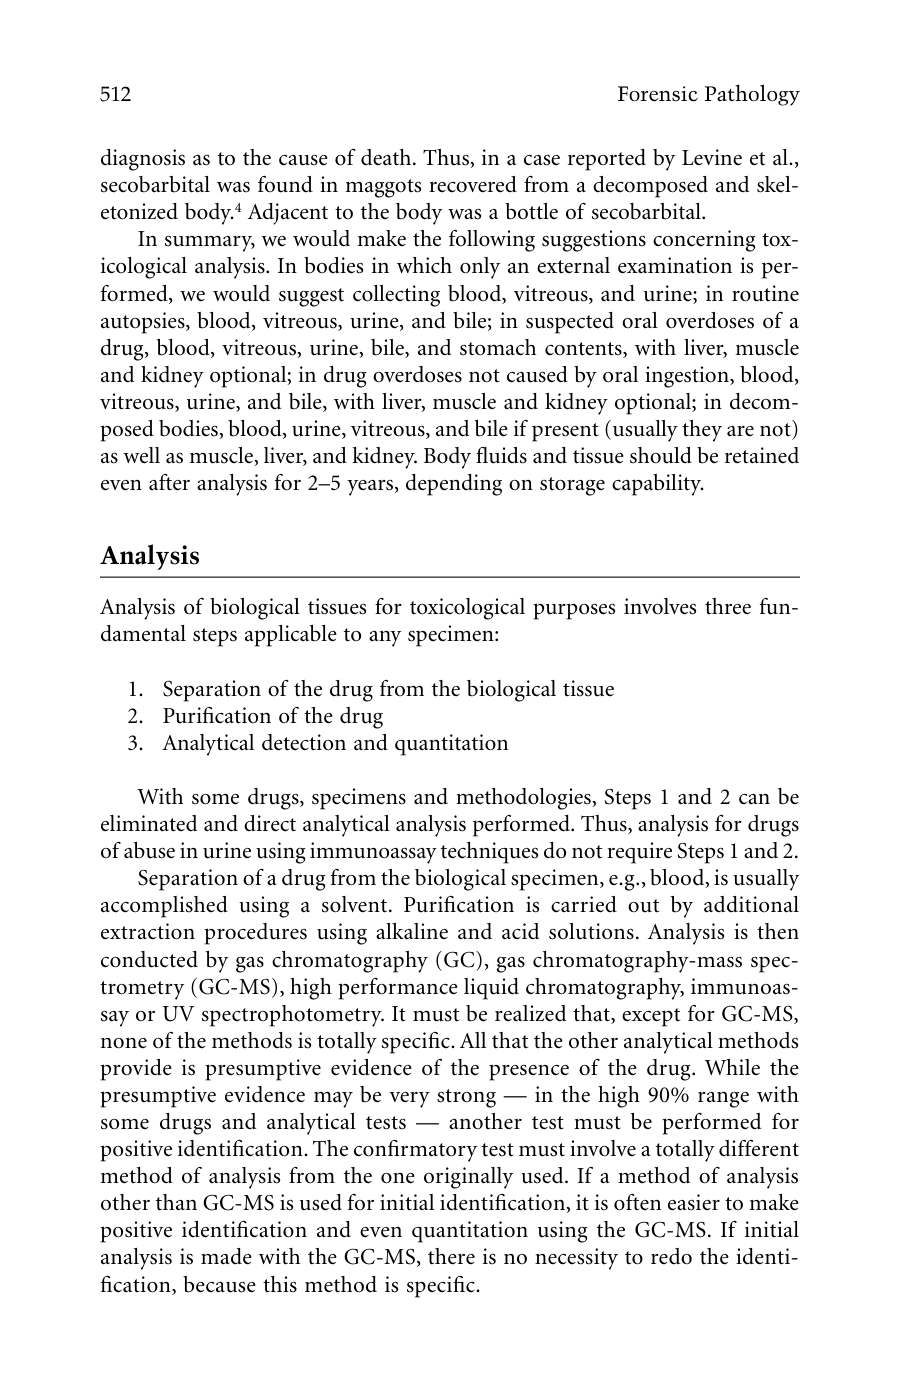 512
Forensic Pathology
diagnosis as to the cause of death. Thus, in a case reported by Levine et al.,
secobarbital was found in maggots recovered from a decomposed and skel-
etonized body.⁴ Adjacent to the body was a bottle of secobarbital.
In summary, we would make the following suggestions concerning tox-
icological analysis. In bodies in which only an external examination is per-
formed, we would suggest collecting blood, vitreous, and urine; in routine
autopsies, blood, vitreous, urine, and bile; in suspected oral overdoses of a
drug, blood, vitreous, urine, bile, and stomach contents, with liver, muscle
and kidney optional; in drug overdoses not caused by oral ingestion, blood,
vitreous, urine, and bile, with liver, muscle and kidney optional; in decom-
posed bodies, blood, urine, vitreous, and bile if present (usually they are not)
as well as muscle, liver, and kidney. Body fluids and tissue should be retained
even after analysis for 2–5 years, depending on storage capability.
Analysis
Analysis of biological tissues for toxicological purposes involves three fun-
damental steps applicable to any specimen:
1. Separation of the drug from the biological tissue
2. Purification of the drug
3. Analytical detection and quantitation
With some drugs, specimens and methodologies, Steps 1 and 2 can be
eliminated and direct analytical analysis performed. Thus, analysis for drugs
of abuse in urine using immunoassay techniques do not require Steps 1 and 2.
Separation of a drug from the biological specimen, e.g., blood, is usually
accomplished using a solvent. Purification is carried out by additional
extraction procedures using alkaline and acid solutions. Analysis is then
conducted by gas chromatography (GC), gas chromatography-mass spec-
trometry (GC-MS), high performance liquid chromatography, immunoas-
say or UV spectrophotometry. It must be realized that, except for GC-MS,
none of the methods is totally specific. All that the other analytical methods
provide is presumptive evidence of the presence of the drug. While the
presumptive evidence may be very strong — in the high 90% range with
some drugs and analytical tests — another test must be performed for
positive identification. The confirmatory test must involve a totally different
method of analysis from the one originally used. If a method of analysis
other than GC-MS is used for initial identification, it is often easier to make
positive identification and even quantitation using the GC-MS. If initial
analysis is made with the GC-MS, there is no necessity to redo the identi-
fication, because this method is specific.